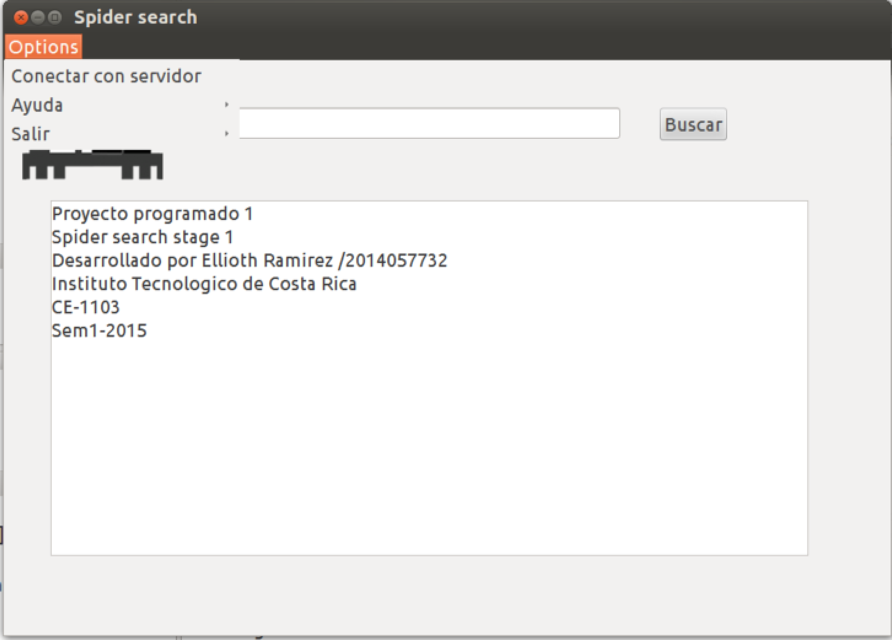 Spider search
Options
Conectar con servidor
Ayuda
Salir
Buscar
Proyecto programado 1
Spider search stage 1
Desarrollado por Ellioth Ramirez /2014057732
Instituto Tecnologico de Costa Rica
CE-1103
Sem1-2015